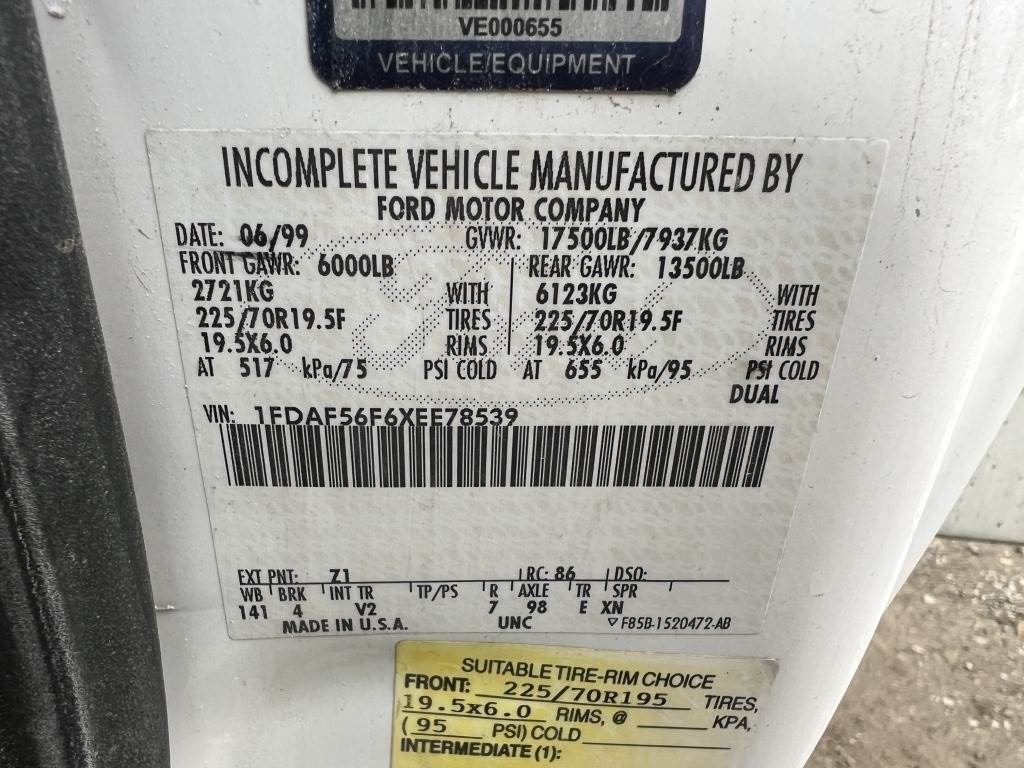 VE000655
VEHICLE/EQUIPMENT
INCOMPLETE VEHICLE MANUFACTURED BY
FORD MOTOR COMPANY
DATE: 06/99 GVWR: 17500LB/7937KG
FRONT GAWR: 6000LB REAR GAWR: 13500LB
2721KG WITH 6123KG WITH
225/70R19.5F TIRES 225/70R19.5F TIRES
19.5X6.0 RIMS 19.5X6.0 RIMS
AT 517 kPa/75 PSI COLD AT 655 kPa/95 PSI COLD
DUAL
VIN: 1FDAF56F6XEE78539
EXT PNT: Z1 RC: 86 DSO:
WB BRK INT TR TP/PS R AXLE TR SPR
141 4 V2 7 98 E XN
MADE IN U.S.A. UNC ▽ F85B-1520472-AB
SUITABLE TIRE-RIM CHOICE
FRONT: 225/70R195 TIRES,
19.5x6.0 RIMS, @ KPA,
(95 PSI) COLD
INTERMEDIATE (1):